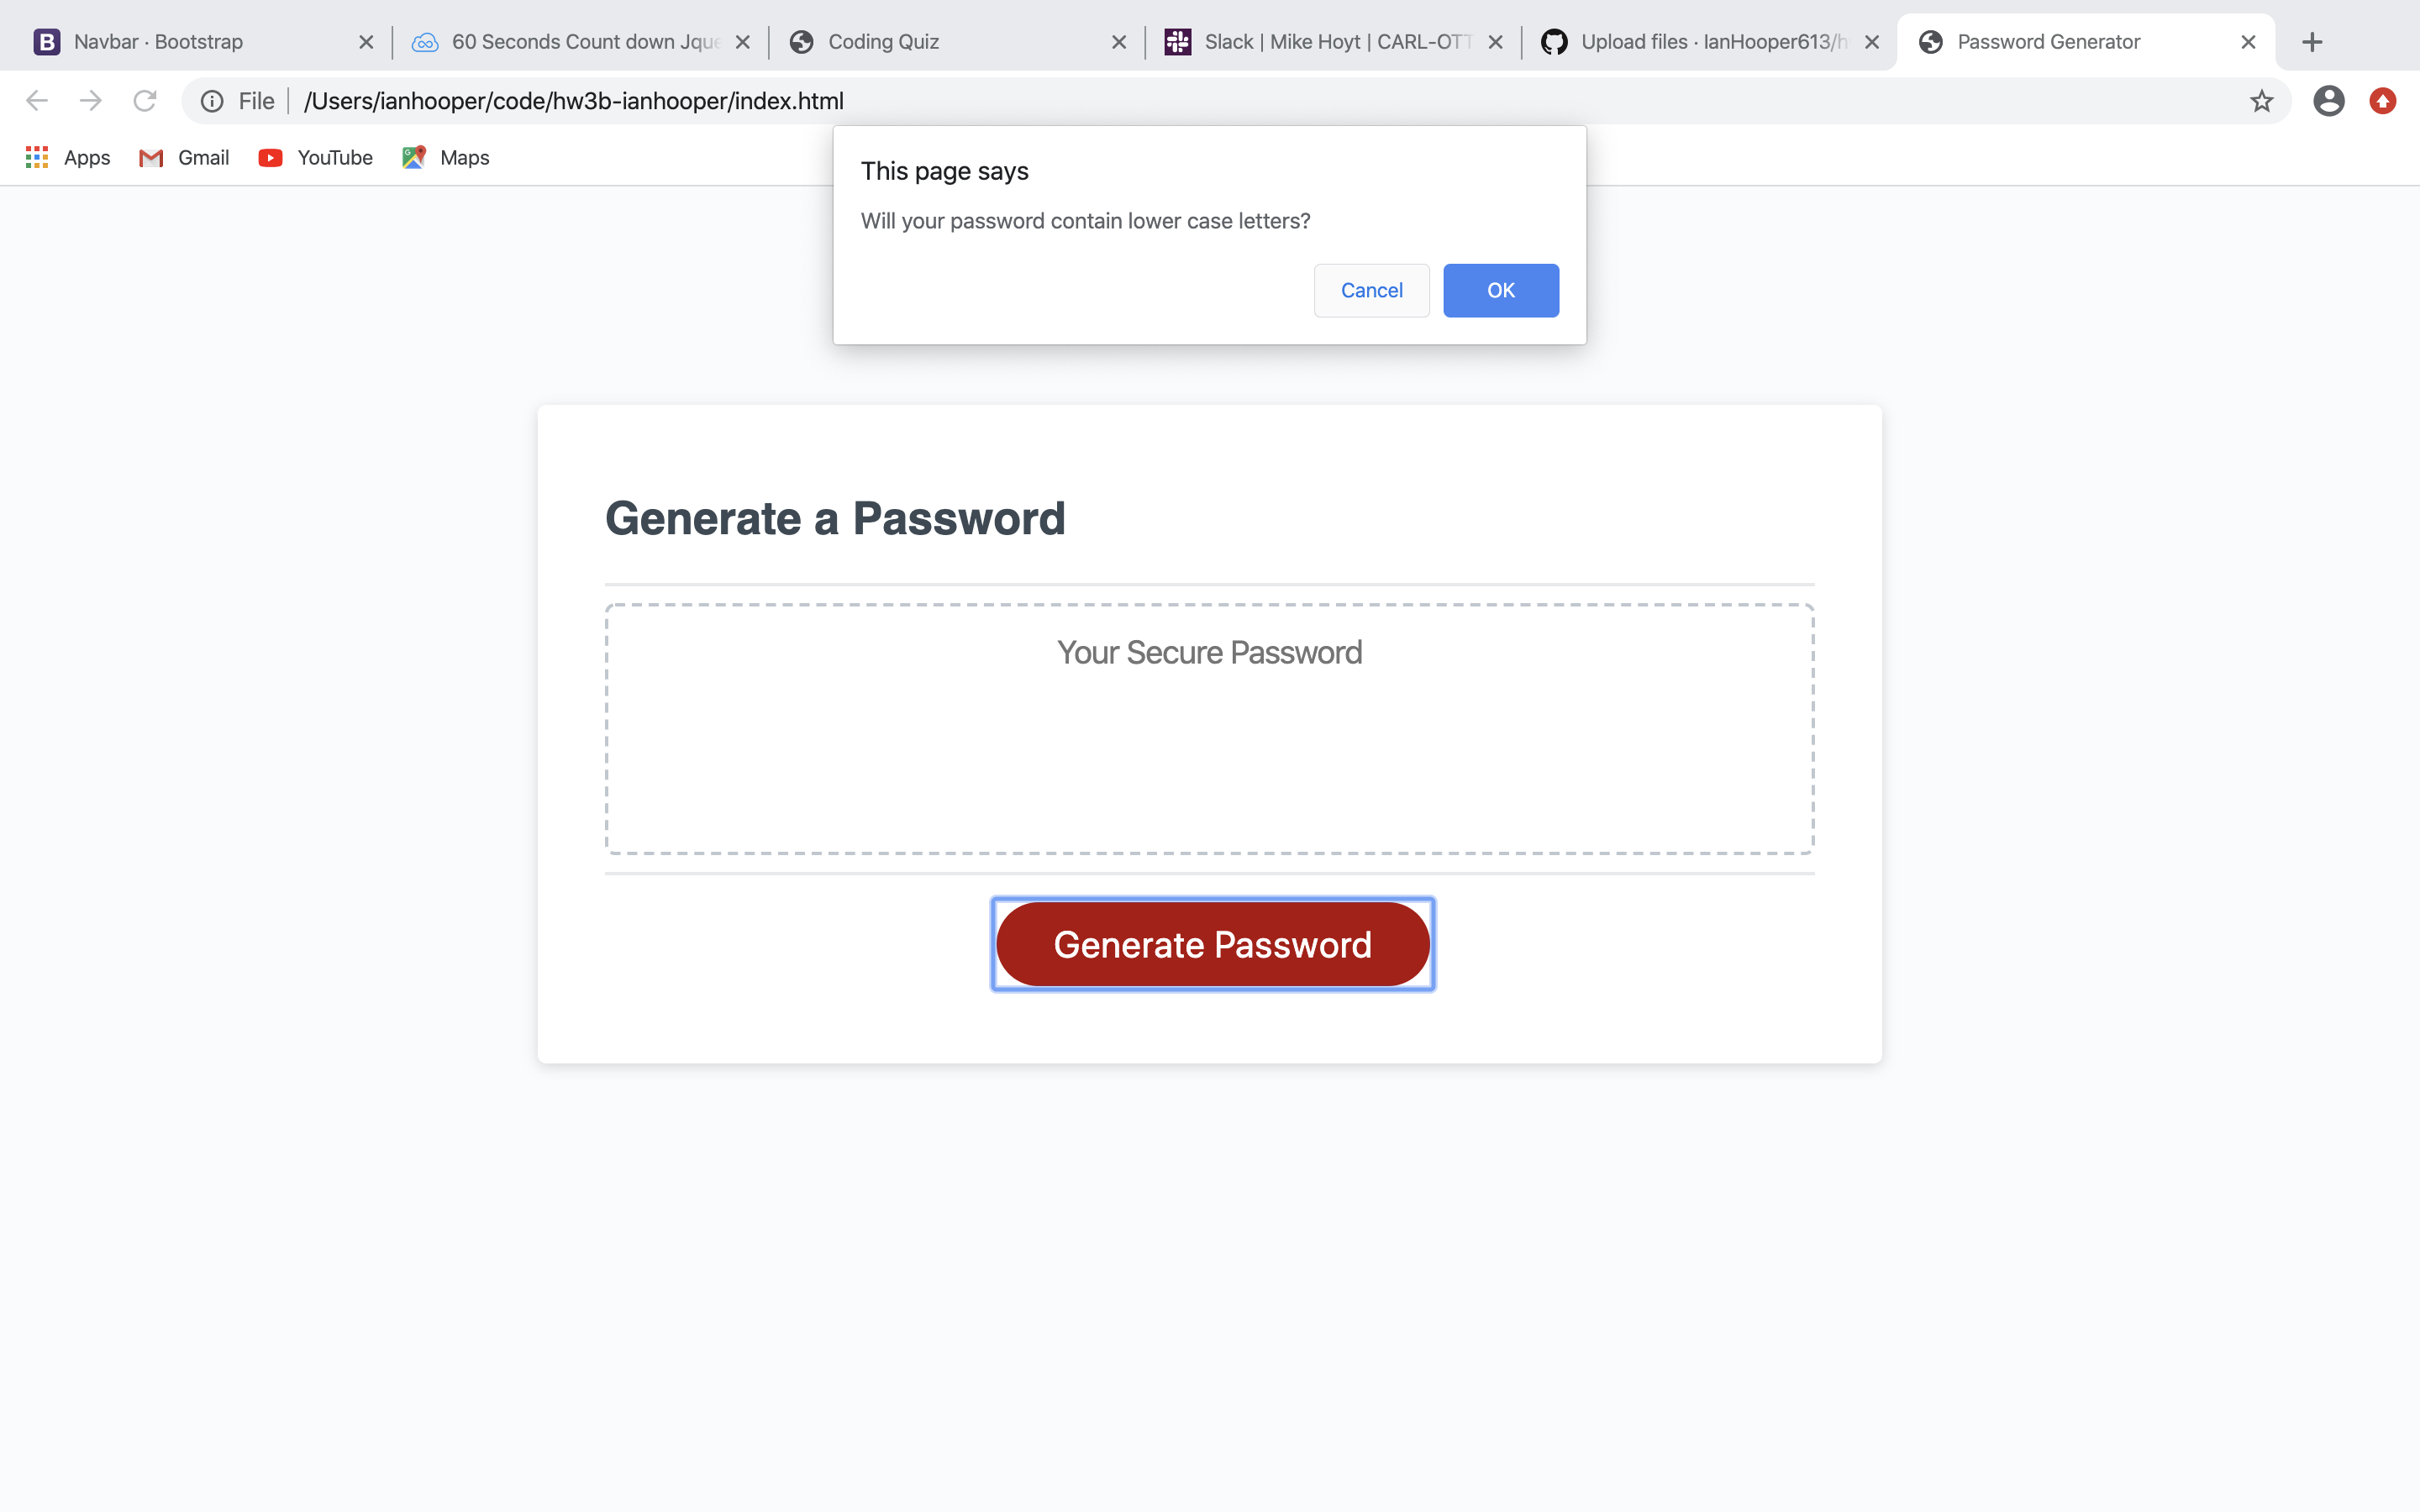 Navbar · Bootstrap
60 Seconds Count down Jque
Coding Quiz
Slack | Mike Hoyt | CARL-OTT
Upload files · IanHooper613/h
Password Generator
File
/Users/ianhooper/code/hw3b-ianhooper/index.html
Apps
Gmail
YouTube
Maps
This page says
Will your password contain lower case letters?
Cancel
OK
Generate a Password
Your Secure Password
Generate Password